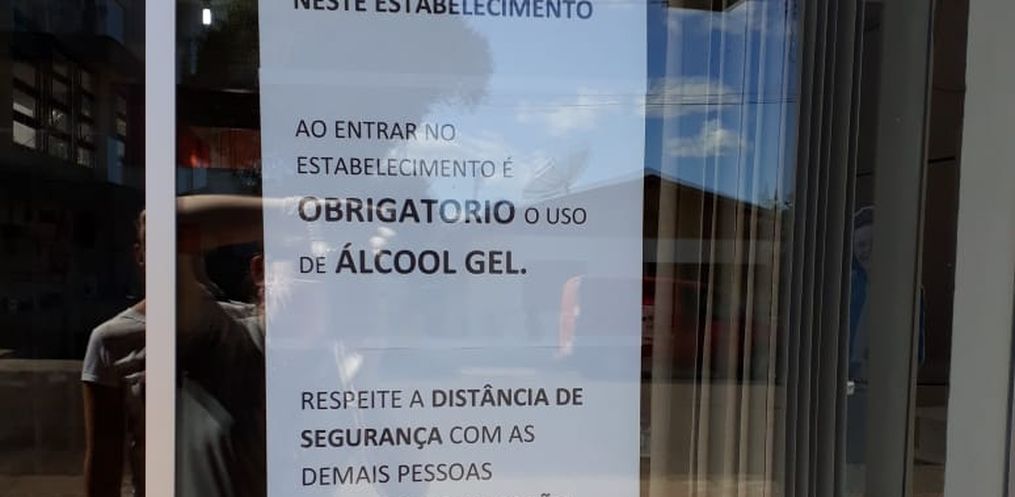 NESTE ESTABELECIMENTO
AO ENTRAR NO
ESTABELECIMENTO É
OBRIGATORIO O USO
DE ÁLCOOL GEL.
RESPEITE A DISTÂNCIA DE
SEGURANÇA COM AS
DEMAIS PESSOAS